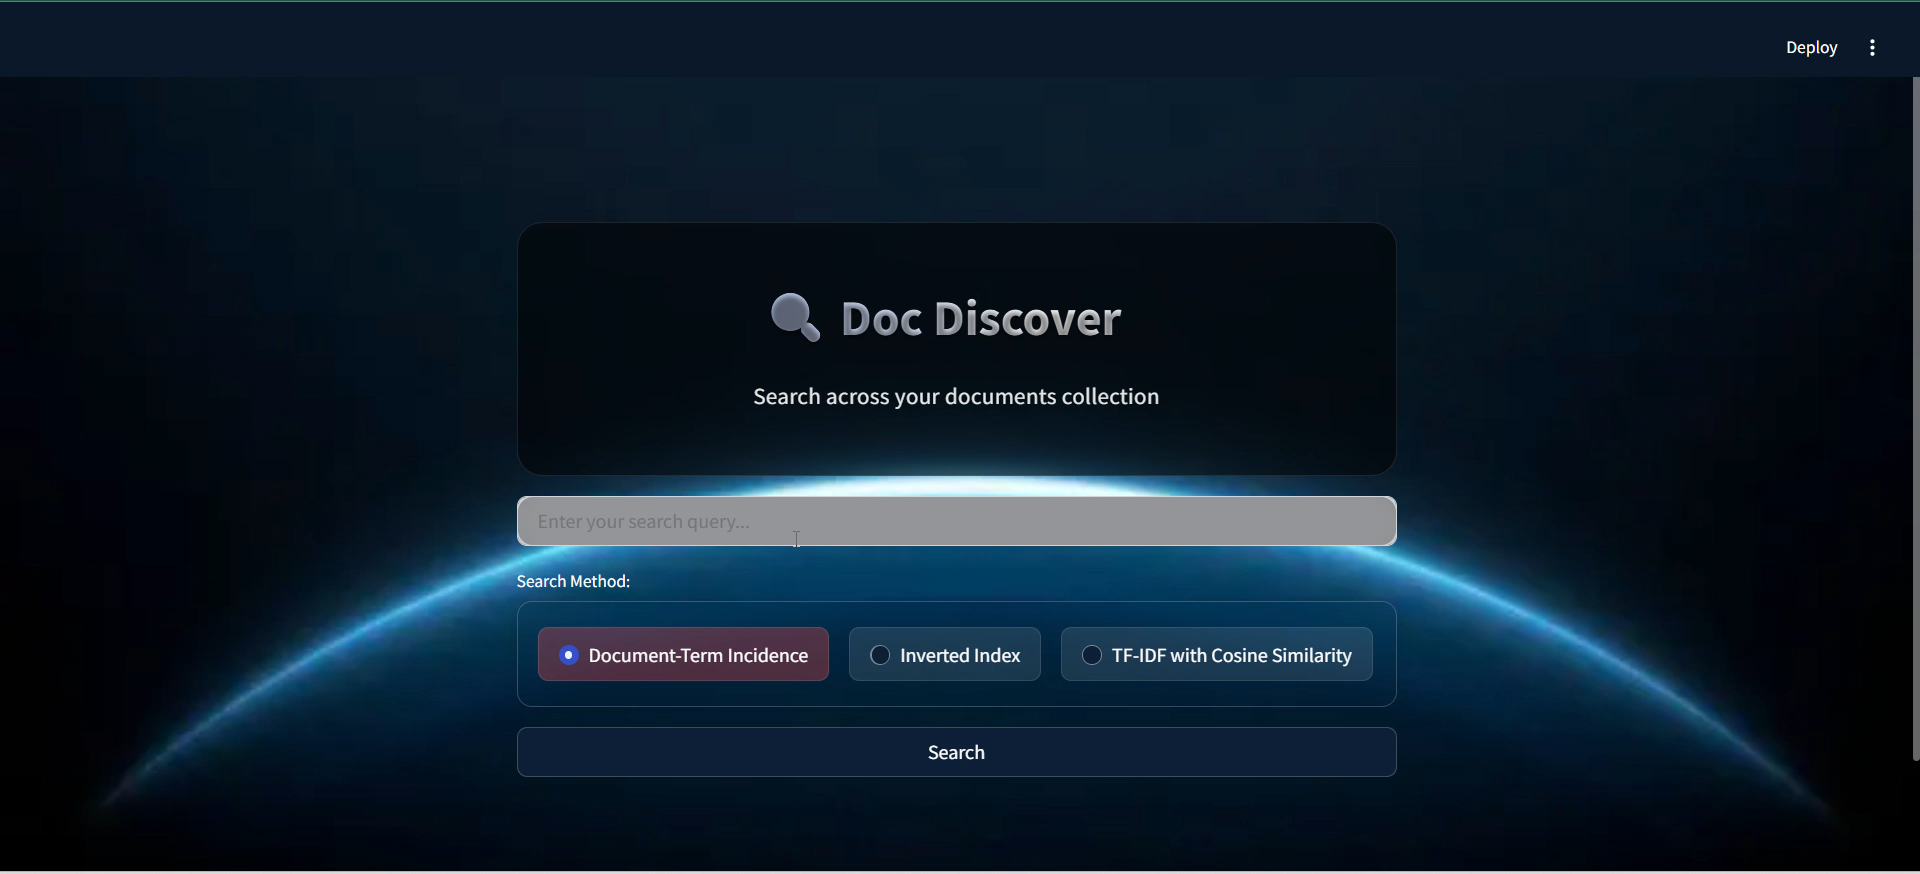 Deploy
Doc Discover
Search across your documents collection
Enter your search query...
Search Method:
Document-Term Incidence
Inverted Index
TF-IDF with Cosine Similarity
Search